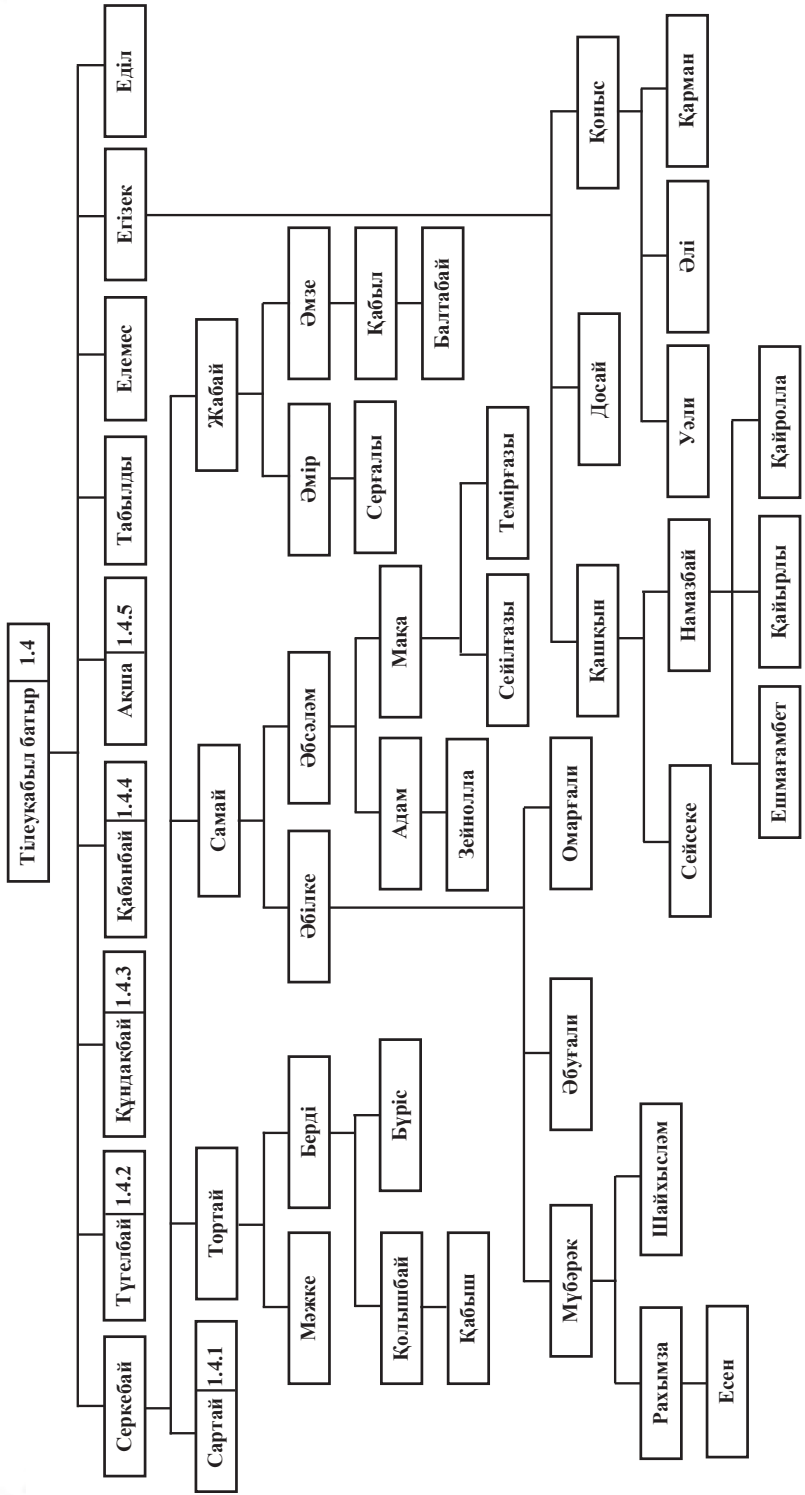 Тілеуқабыл батыр 1.4
Серкебай Түгелбай 1.4.2 Құндақбай 1.4.3 Қабанбай 1.4.4 Ақша 1.4.5 Табылды Елемес Егізек Еділ
Сартай 1.4.1 Тортай Самай Жабай
Мәжке Берді Әбілке Әбсәләм Әмір Әмзе
Қолышбай Бүріс Адам Мақа Серғалы Қабыл
Қабыш Зейнолла Сейілғазы Темірғазы Балтабай
Мүбәрәк Әбуғали Омарғали Қашқын Досай Қоныс
Рахымза Шайхысләм Сейсеке Намазбай Уәли Әлі Қарман
Есен Ешмағамбет Қайырлы Қайролла